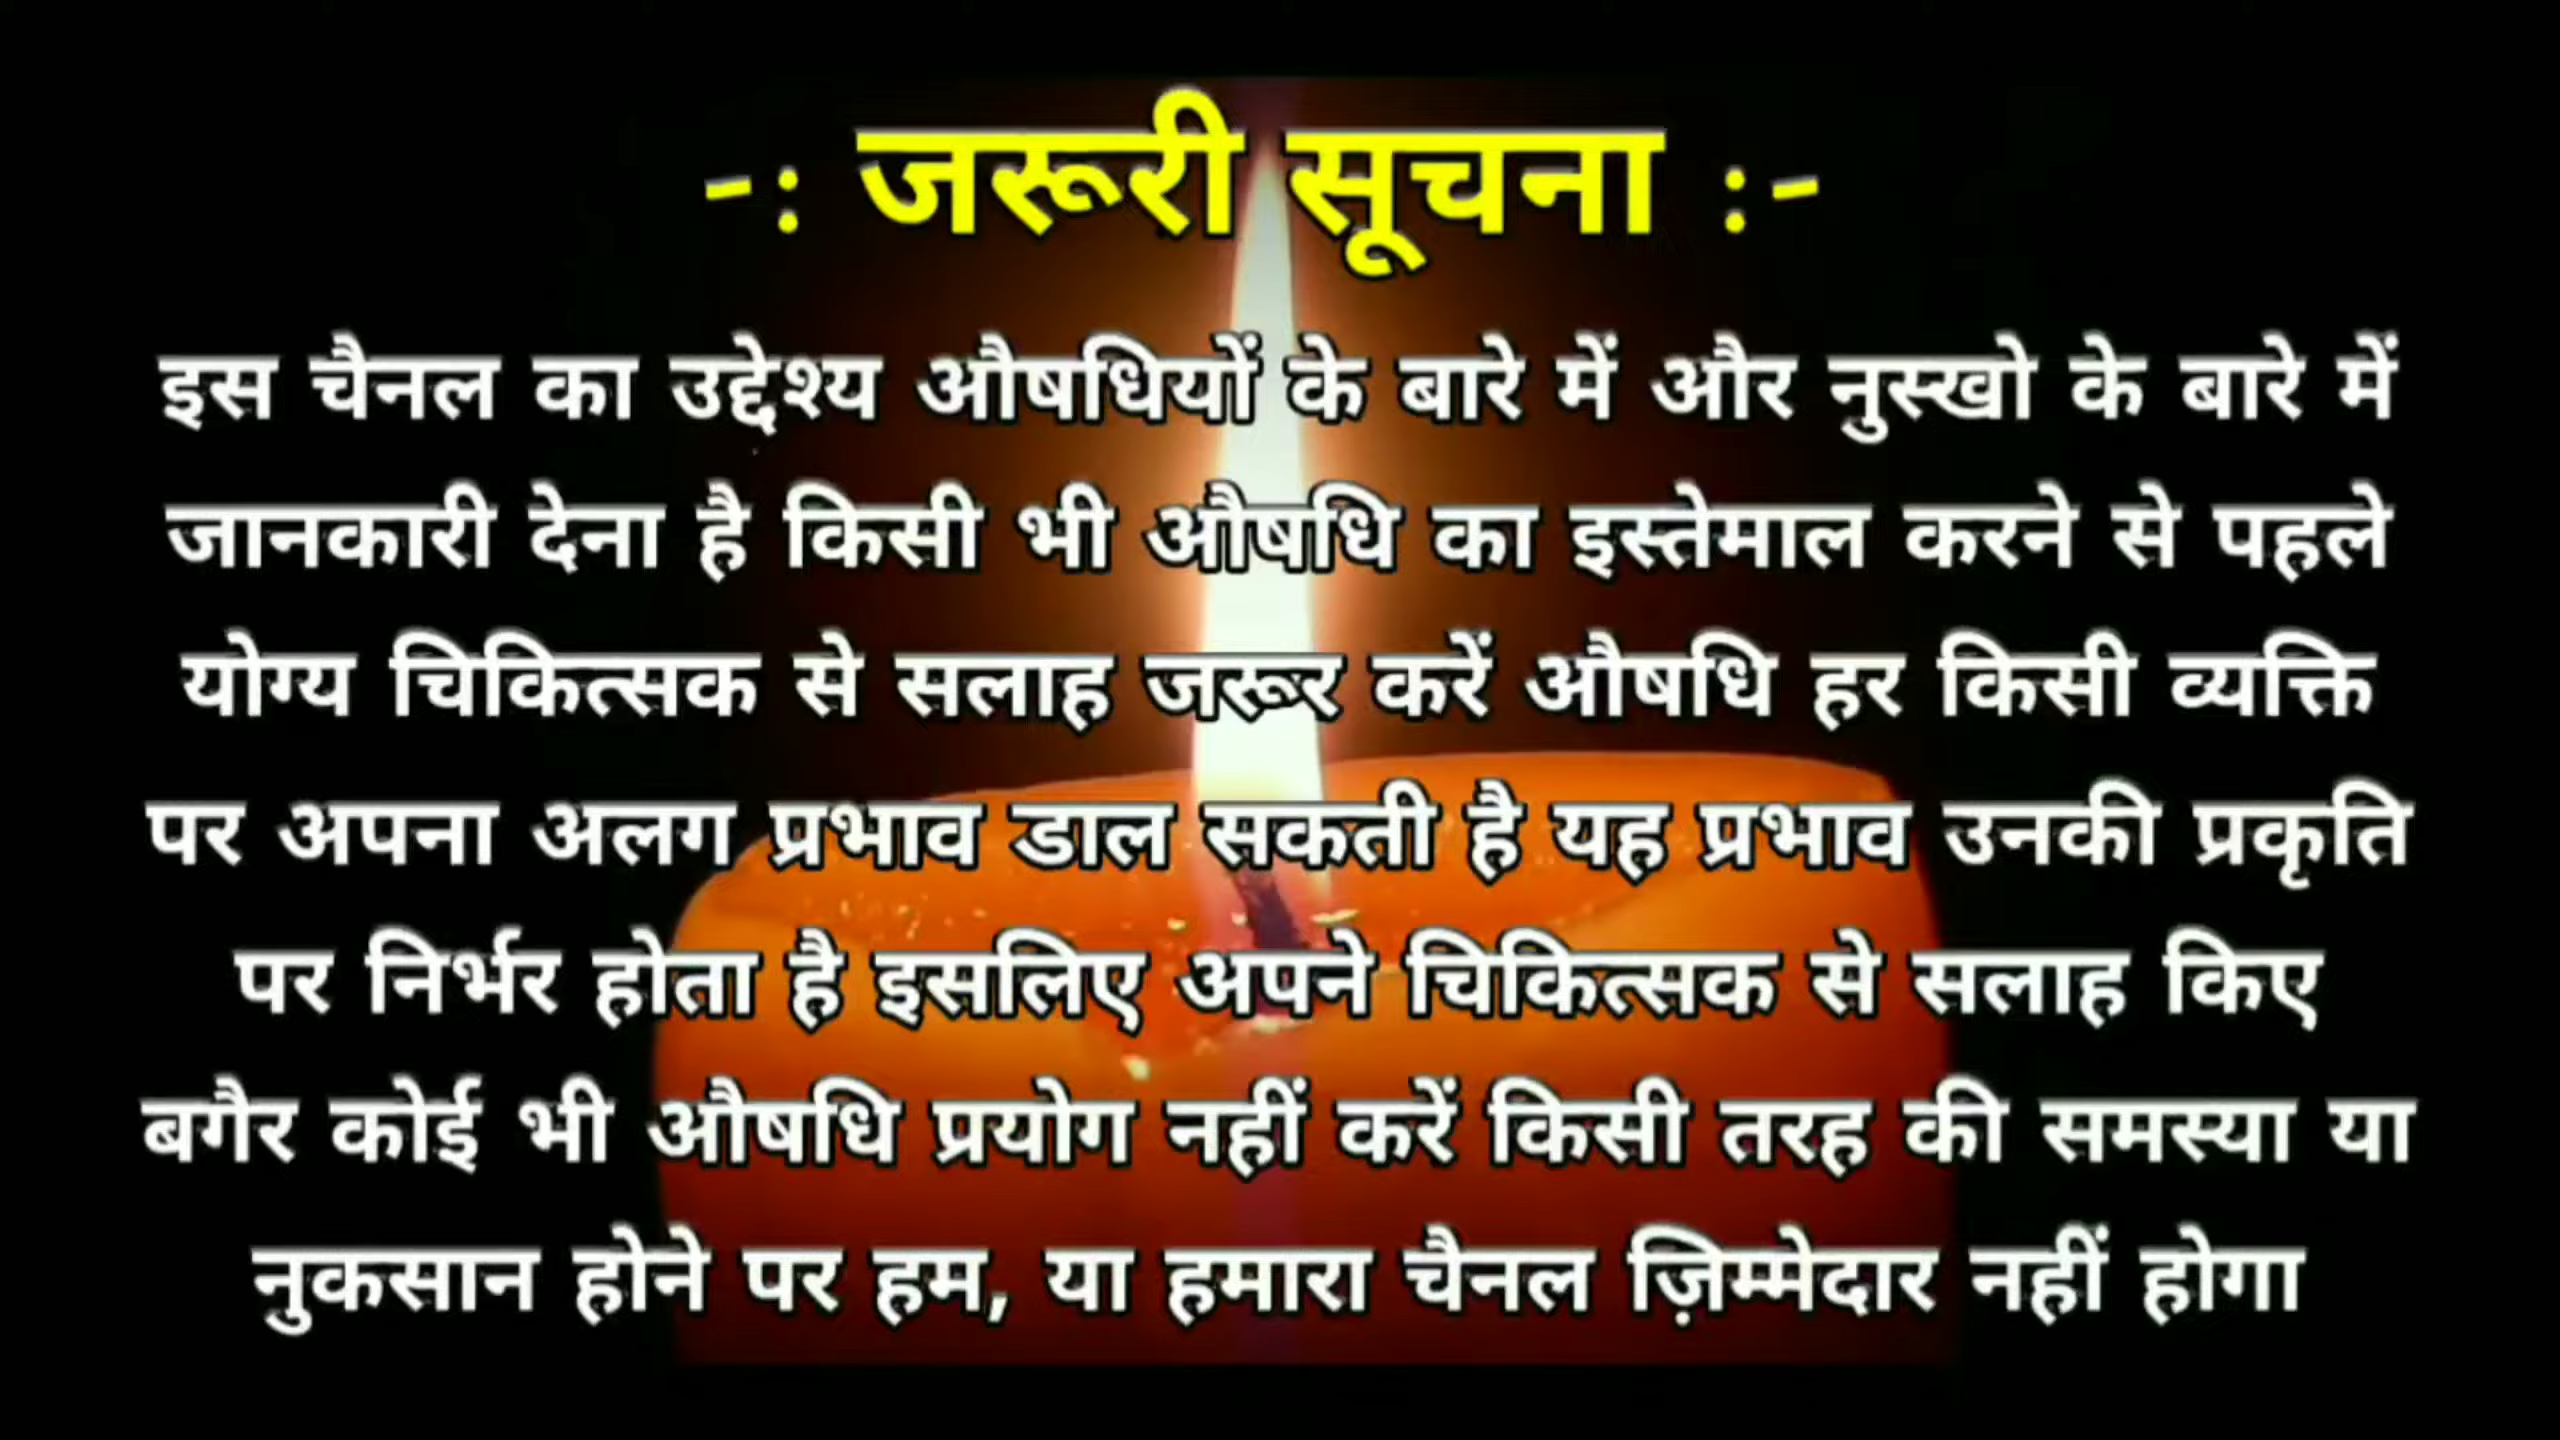 -: जरूरी सूचना :-
इस चैनल का उद्देश्य औषधियों के बारे में और नुस्खो के बारे में
जानकारी देना है किसी भी औषधि का इस्तेमाल करने से पहले
योग्य चिकित्सक से सलाह जरूर करें औषधि हर किसी व्यक्ति
पर अपना अलग प्रभाव डाल सकती है यह प्रभाव उनकी प्रकृति
पर निर्भर होता है इसलिए अपने चिकित्सक से सलाह किए
बगैर कोई भी औषधि प्रयोग नहीं करें किसी तरह की समस्या या
नुकसान होने पर हम, या हमारा चैनल ज़िम्मेदार नहीं होगा